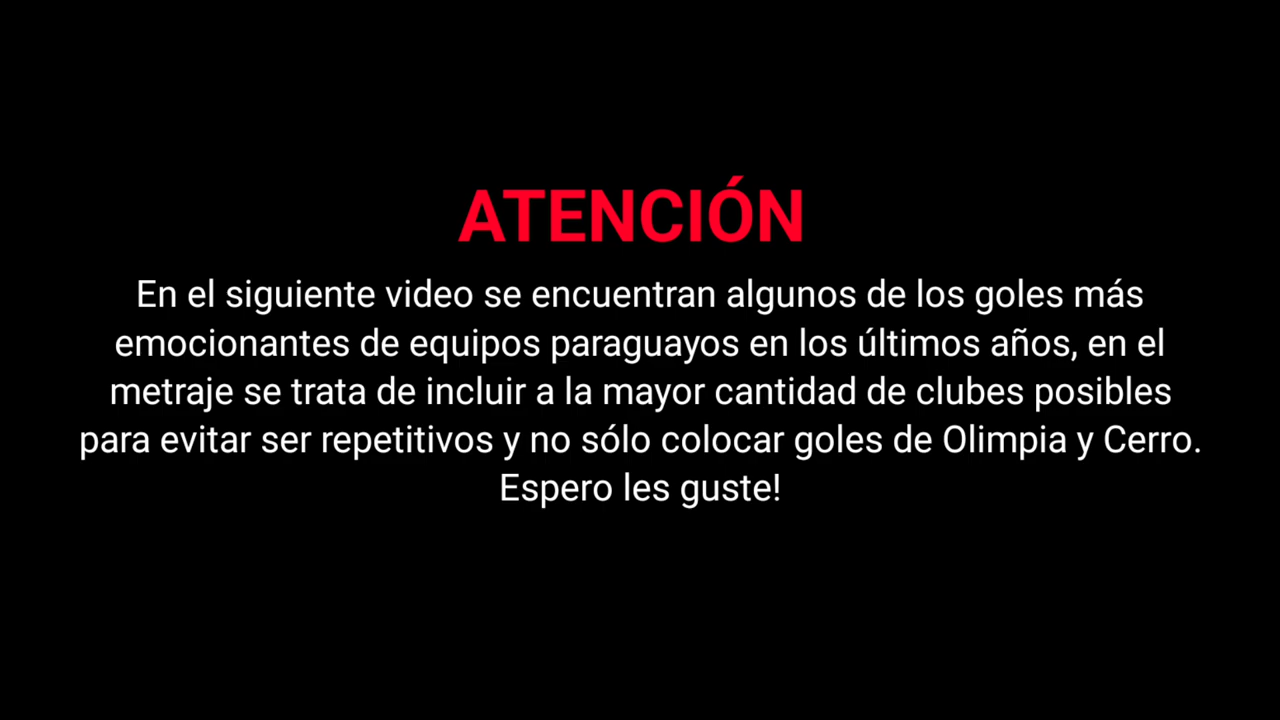 ATENCIÓN
En el siguiente video se encuentran algunos de los goles más
emocionantes de equipos paraguayos en los últimos años, en el
metraje se trata de incluir a la mayor cantidad de clubes posibles
para evitar ser repetitivos y no sólo colocar goles de Olimpia y Cerro.
Espero les guste!